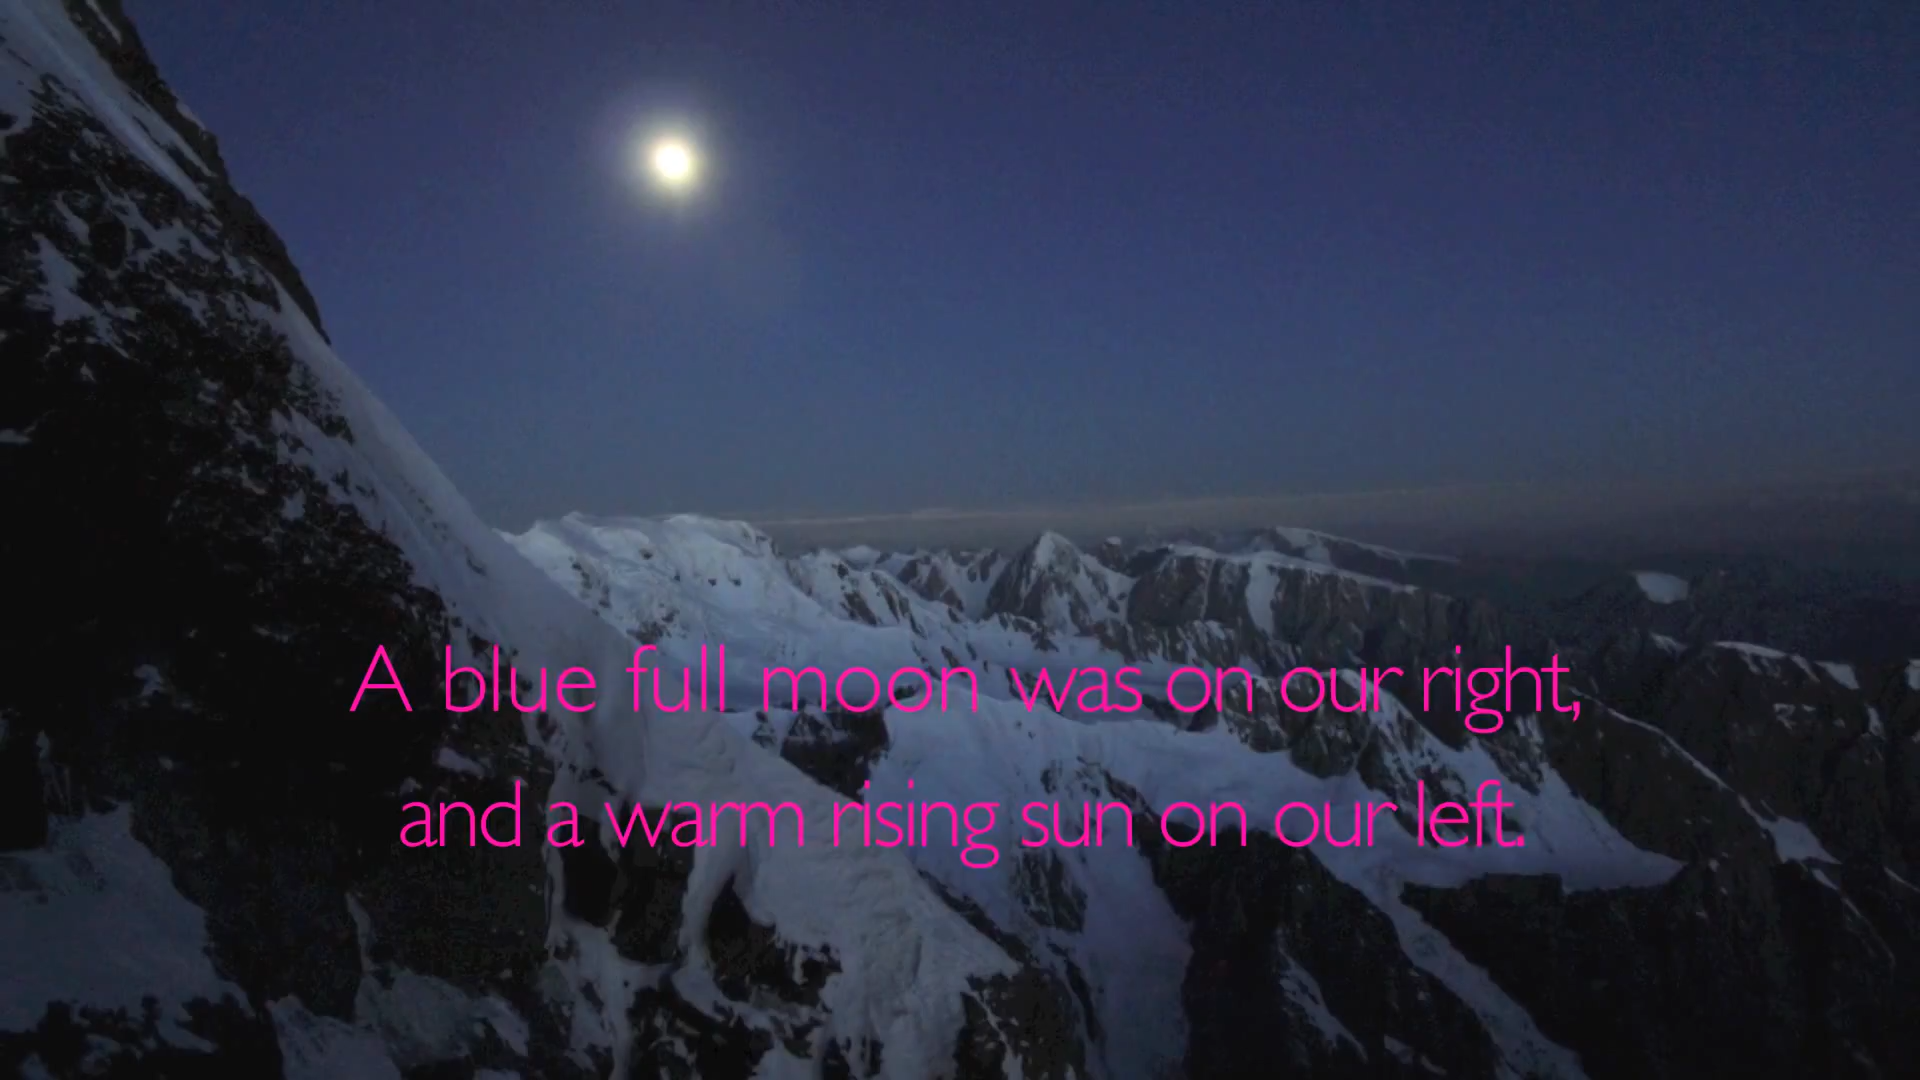 A blue full moon was on our right,
and a warm rising sun on our left.